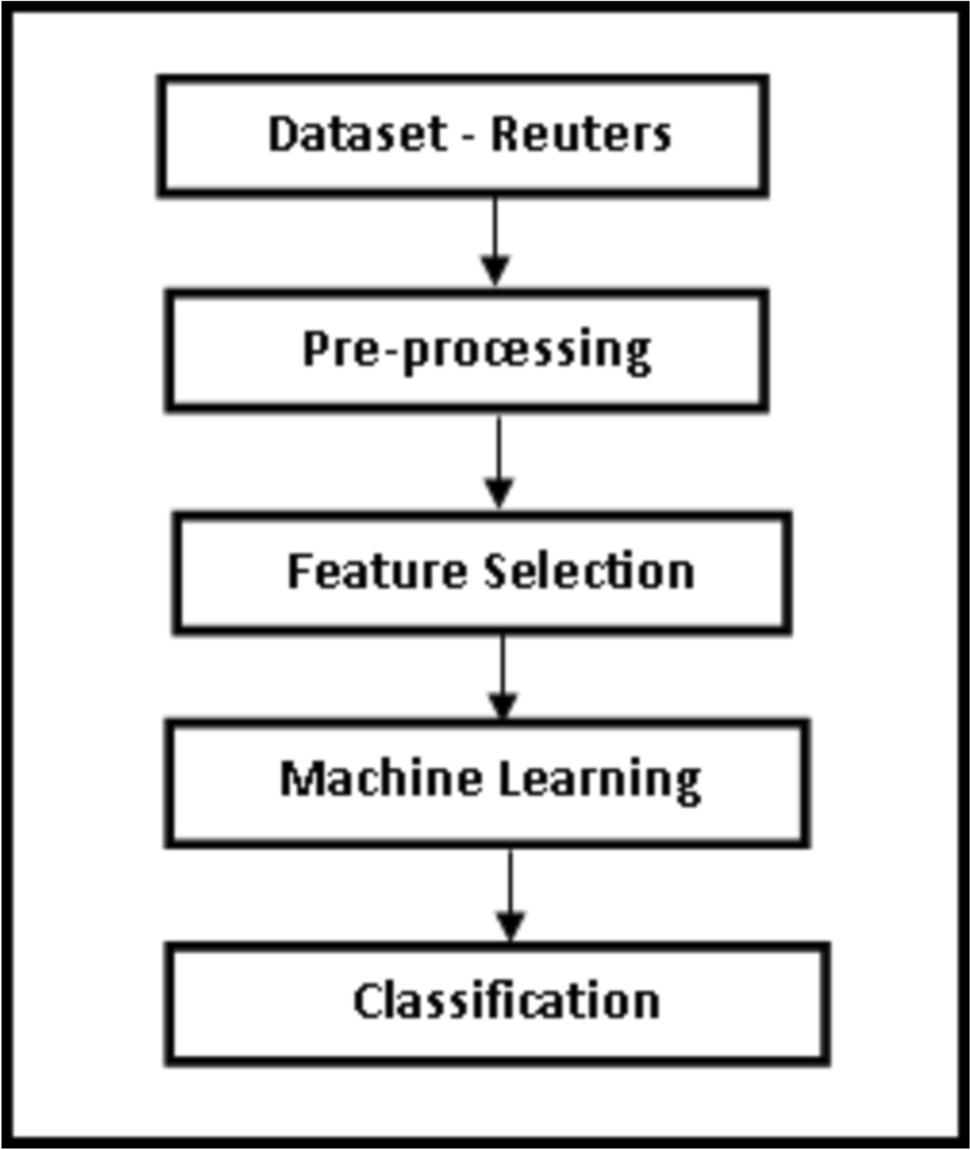 Dataset - Reuters
Pre-processing
Feature Selection
Machine Learning
Classification